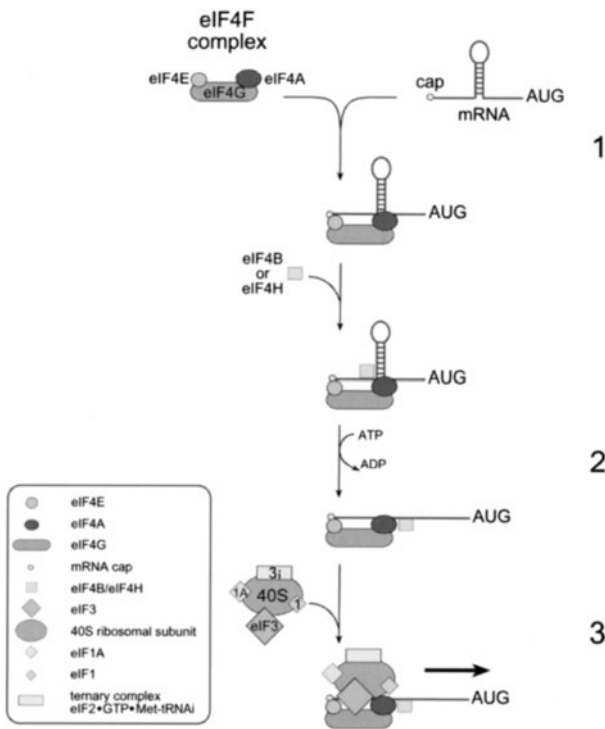 eIF4F
complex
eIF4E
eIF4A
eIF4G
cap
AUG
mRNA
1
AUG
eIF4B
or
eIF4H
AUG
ATP
ADP
2
AUG
3i
1A
40S
1
eIF3
3
AUG
eIF4E
eIF4A
eIF4G
mRNA cap
eIF4B/eIF4H
eIF3
40S ribosomal subunit
eIF1A
eIF1
ternary complex
eIF2•GTP•Met-tRNAi